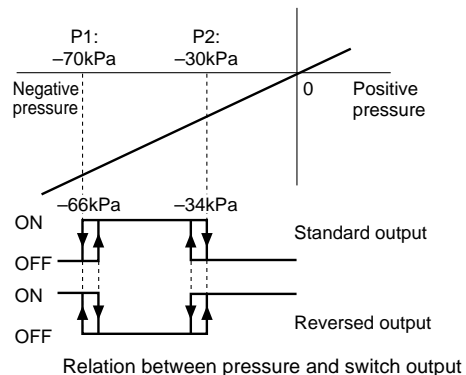 P1:
–70kPa
P2:
–30kPa
Negative
pressure
0
Positive
pressure
–66kPa
–34kPa
ON
OFF
Standard output
ON
OFF
Reversed output
Relation between pressure and switch output